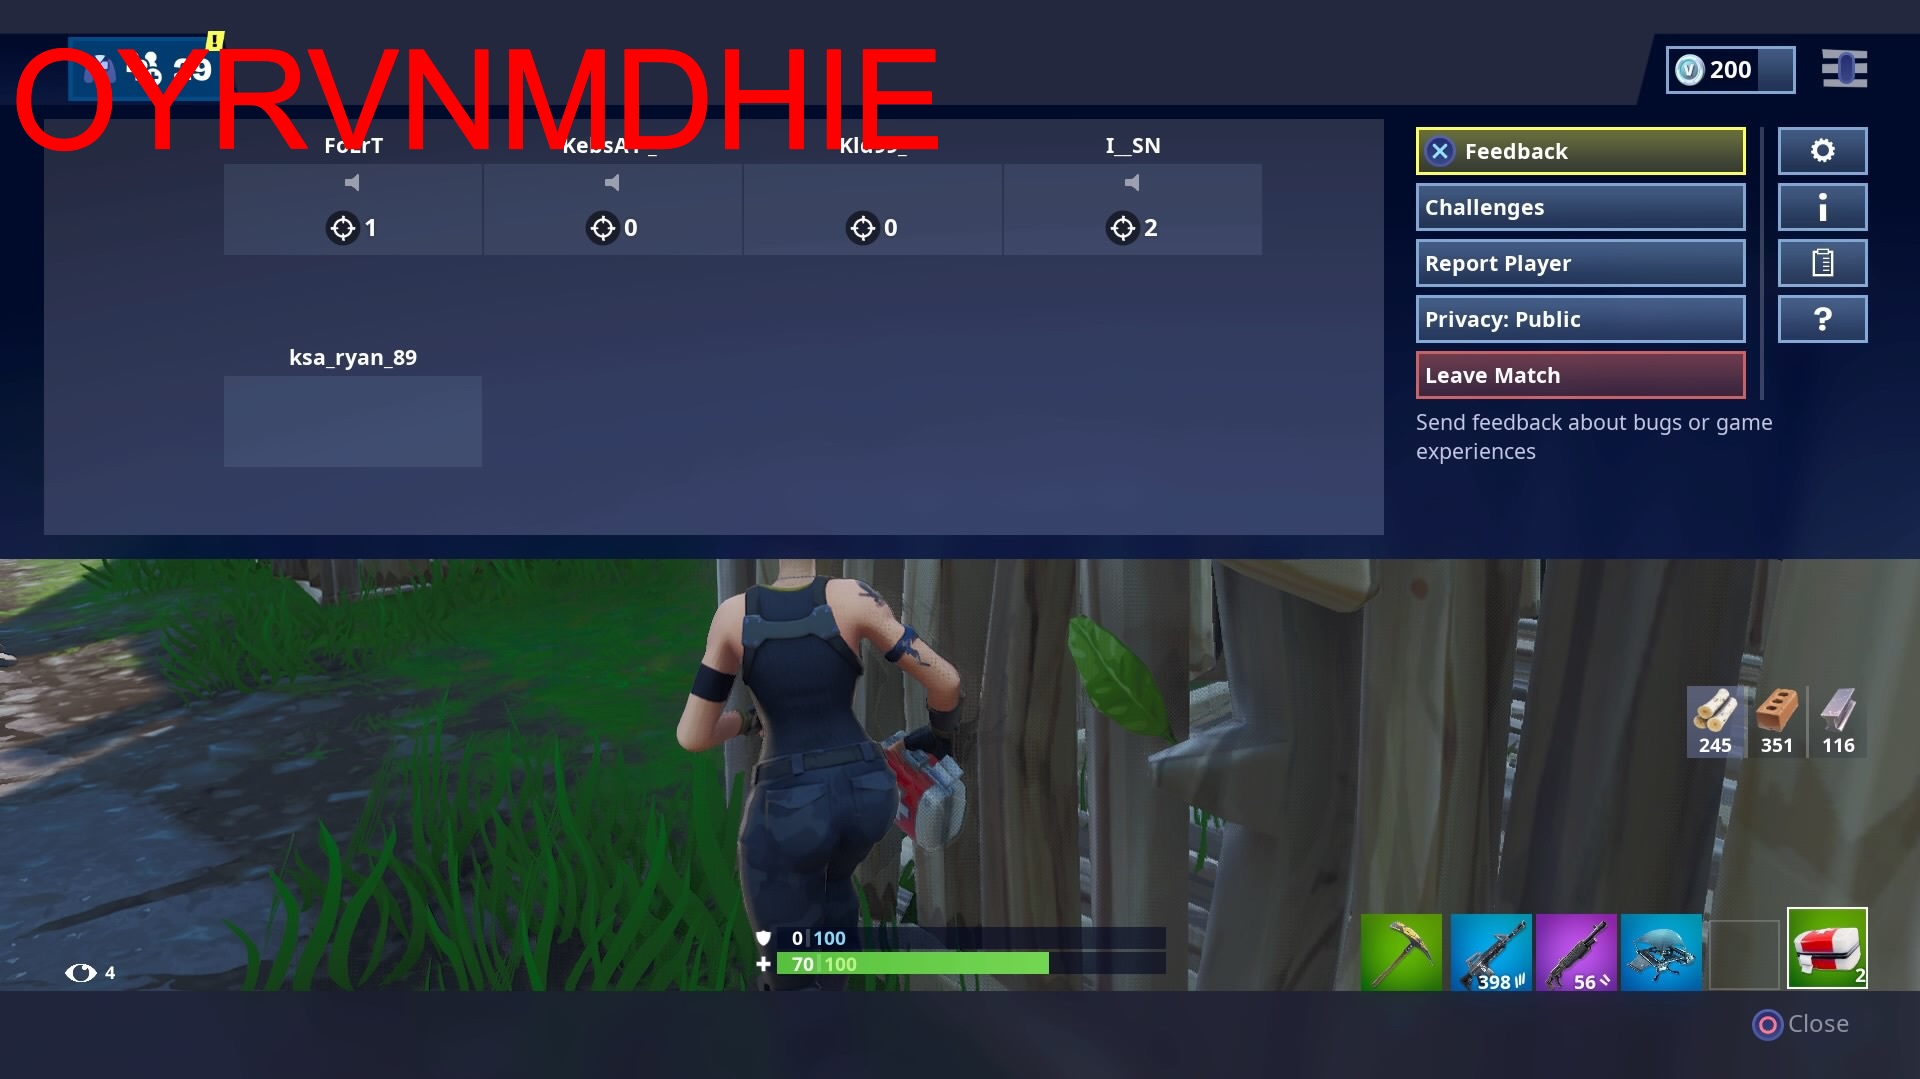 OYRVNMDHIE
200
I__SN
1
0
0
2
ksa_ryan_89
Feedback
Challenges
Report Player
Privacy: Public
Leave Match
Send feedback about bugs or game
experiences
245 351 116
0 | 100
70 | 100
4
398
56
2
Close